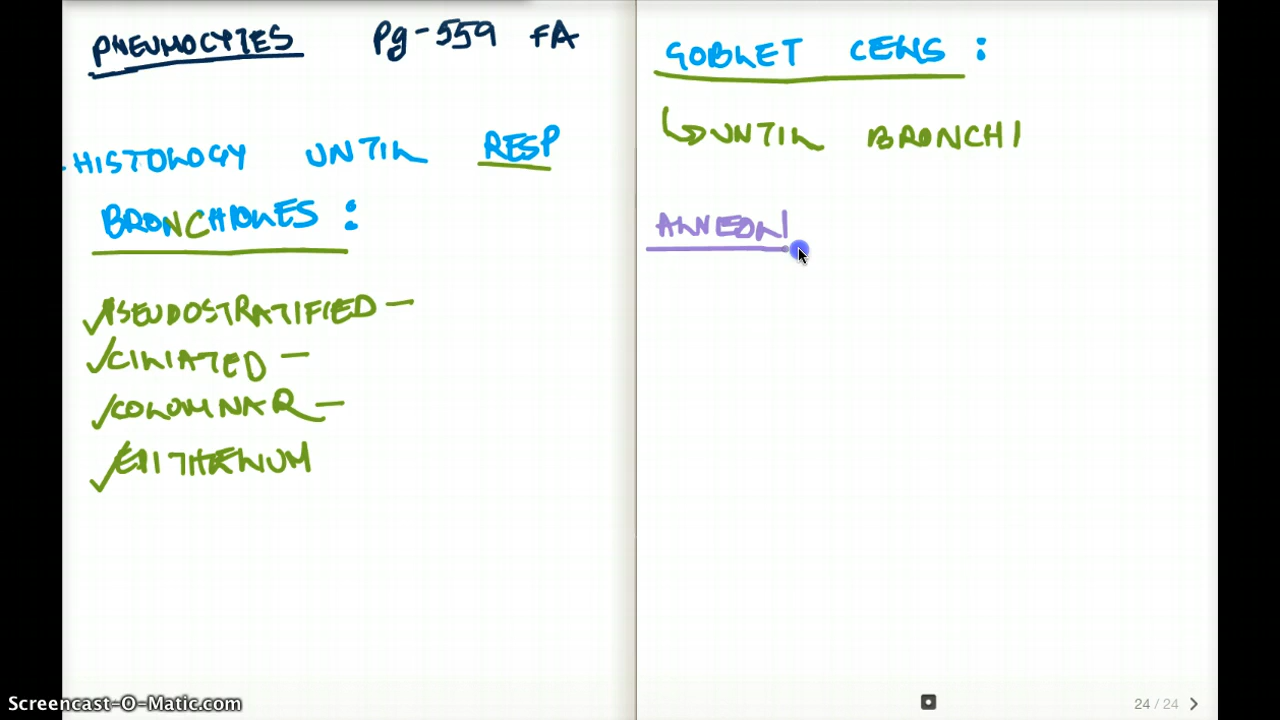 PNEUMOCYTES Pg-559 FA
HISTOLOGY UNTIL RESP
BRONCHIOLES :
✓PSEUDOSTRATIFIED -
✓CILIATED -
✓COLUMNAR -
✓EPITHELIUM
GOBLET CELLS :
↳ UNTIL BRONCHI
ALVEOLI
Screencast-O-Matic.com
24 / 24